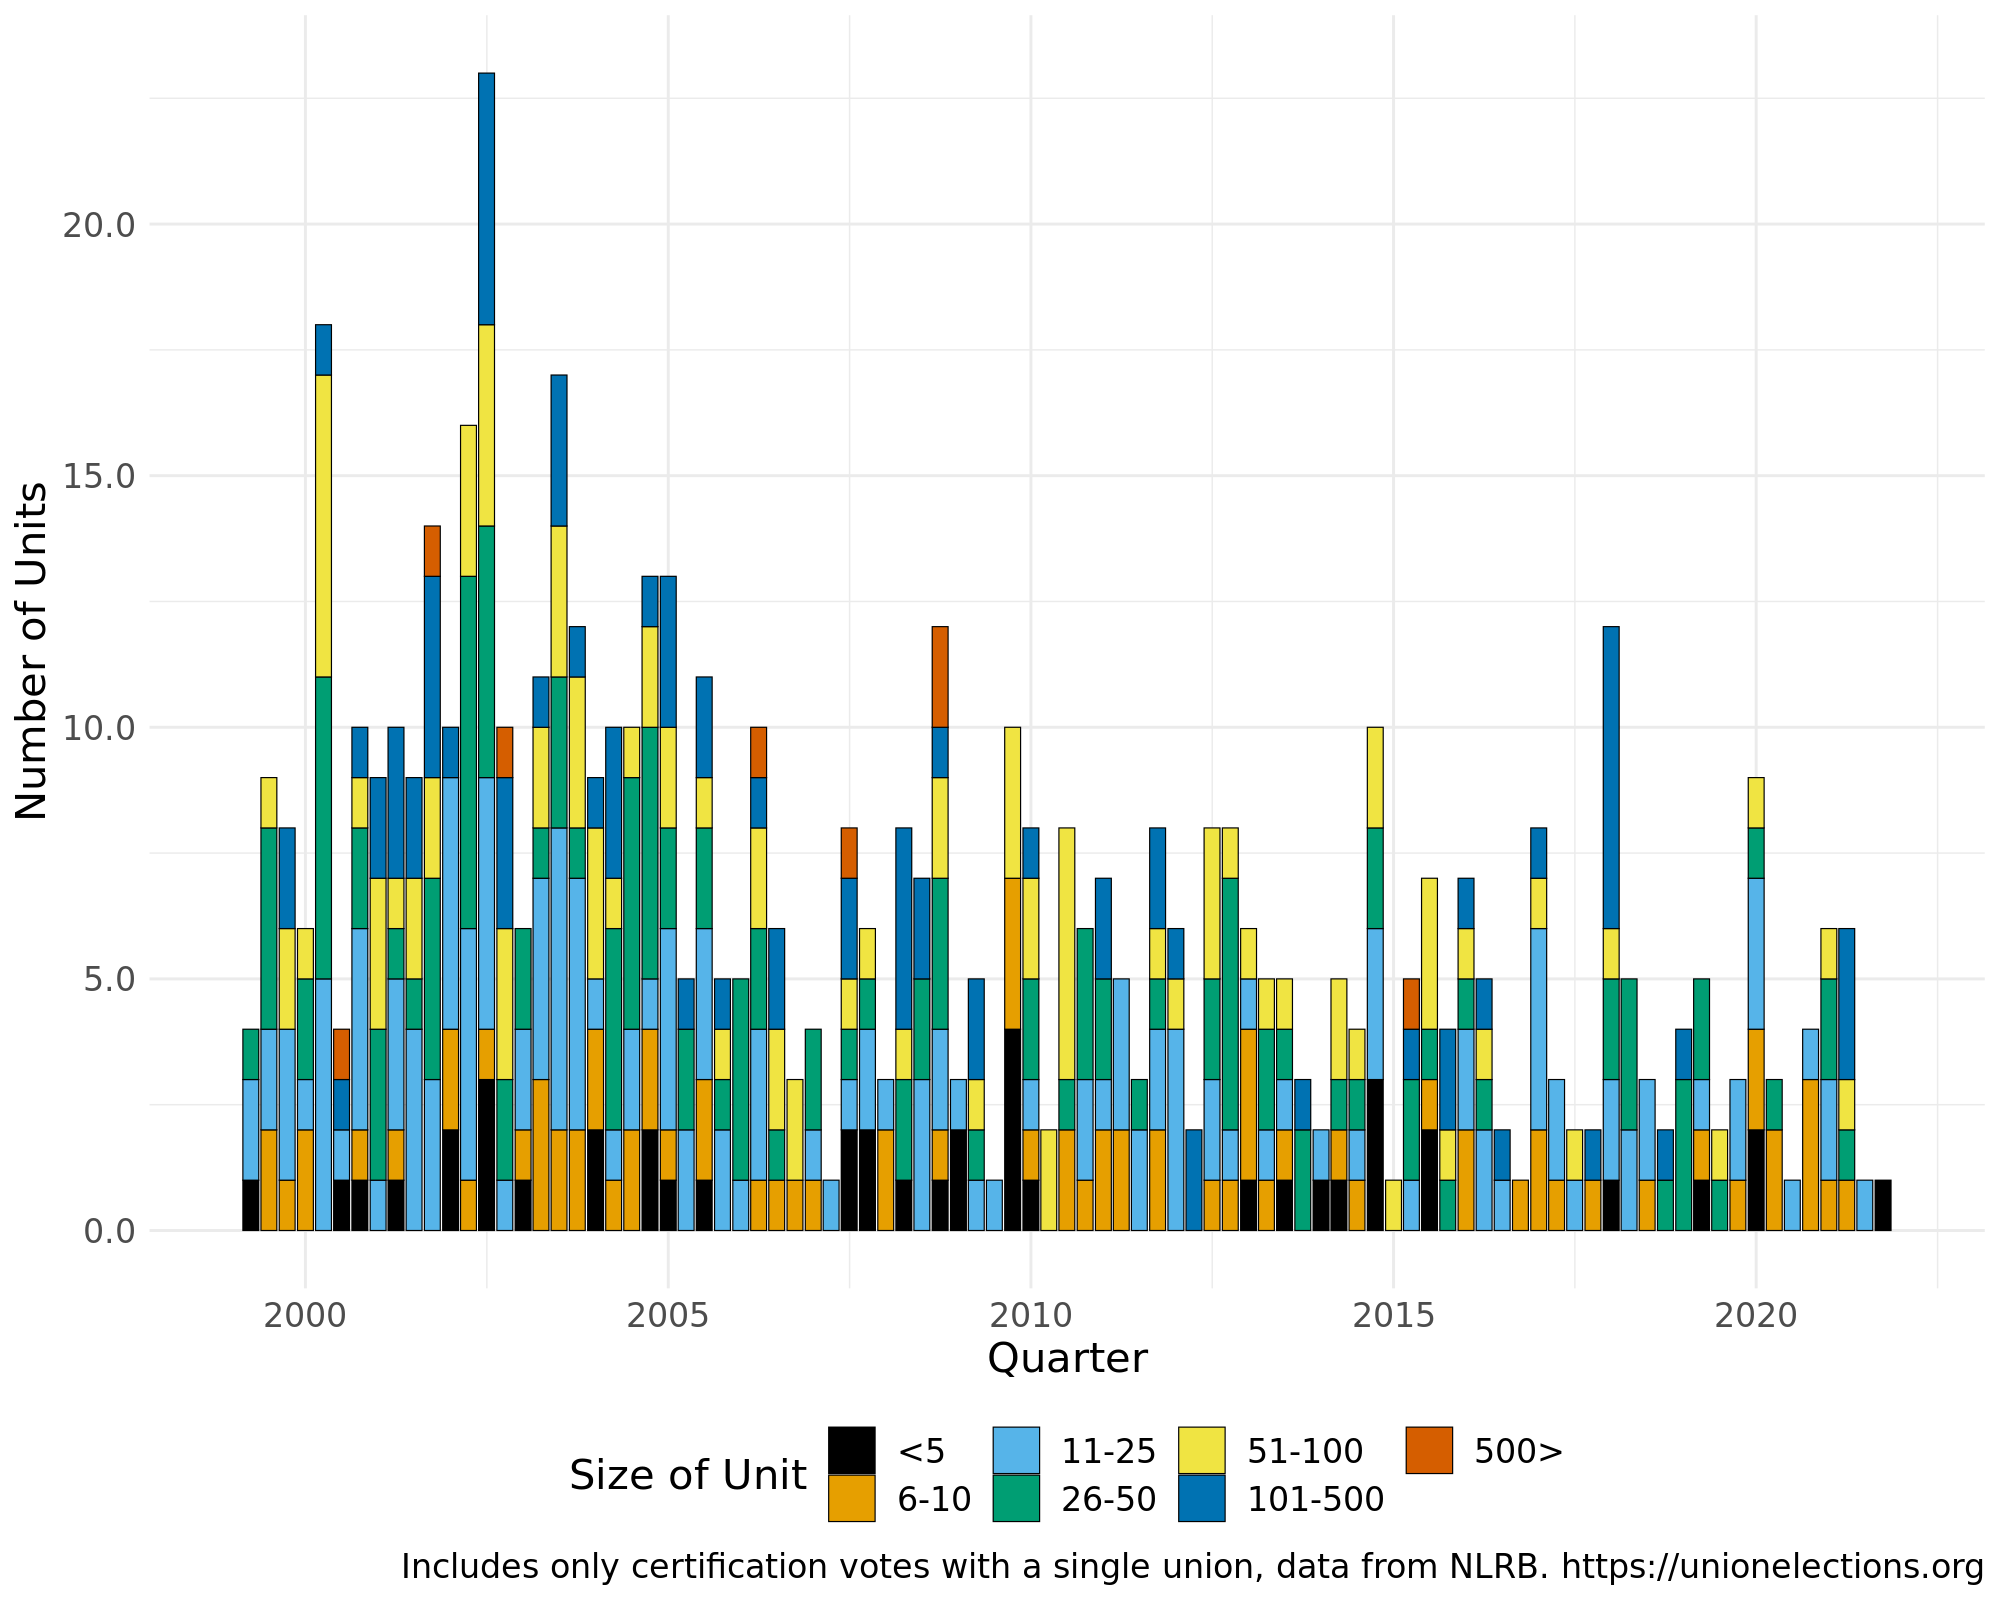 20.0
15.0
10.0
5.0
0.0
Number of Units
2000 2005 2010 2015 2020
Quarter
Size of Unit
<5 11-25 51-100 500>
6-10 26-50 101-500
Includes only certification votes with a single union, data from NLRB. https://unionelections.org